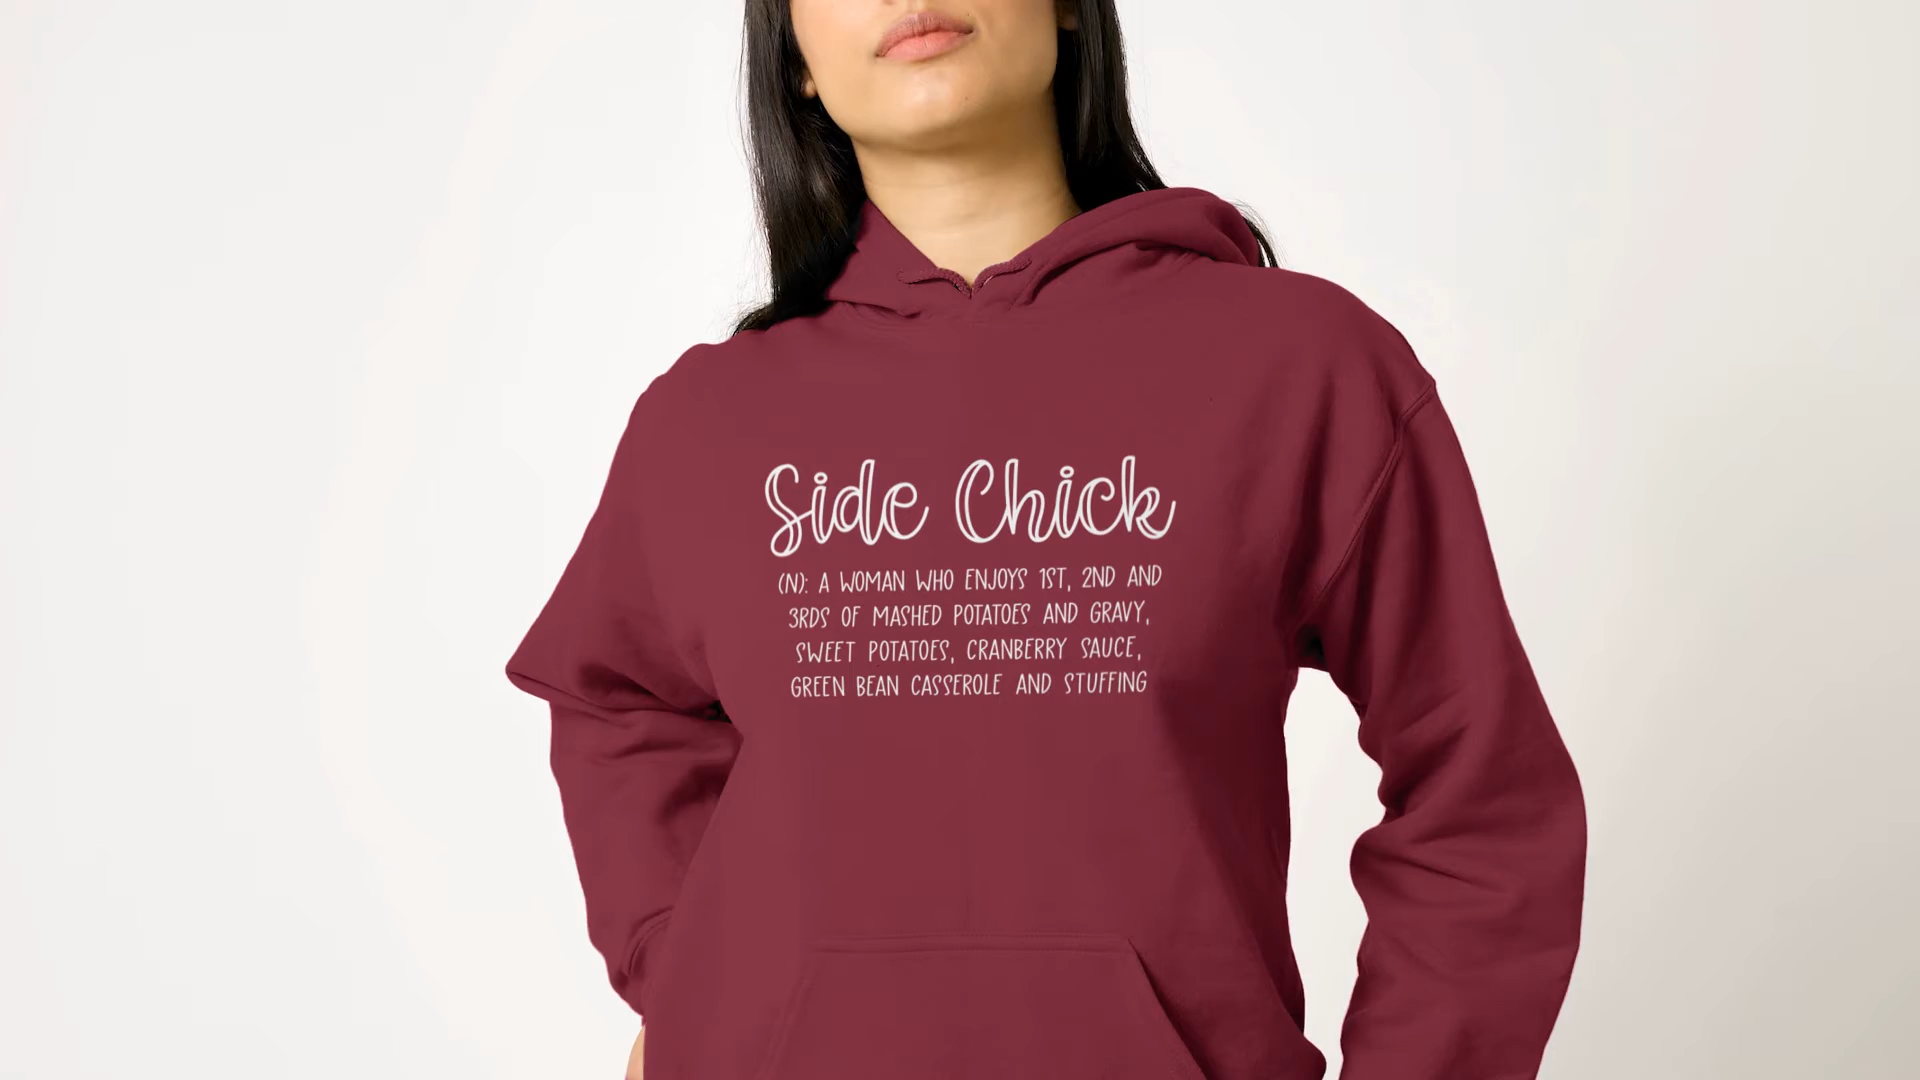 Side Chick
(N): A WOMAN WHO ENJOYS 1ST, 2ND AND
3RDS OF MASHED POTATOES AND GRAVY,
SWEET POTATOES, CRANBERRY SAUCE,
GREEN BEAN CASSEROLE AND STUFFING